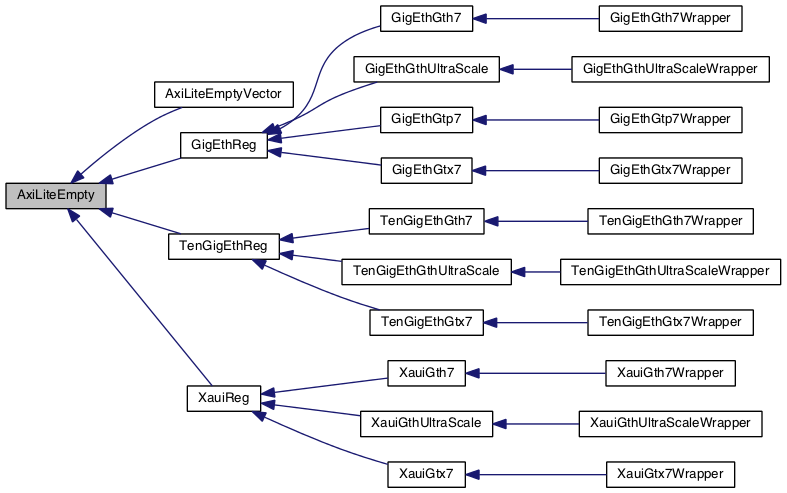 GigEthGth7
GigEthGth7Wrapper
GigEthGthUltraScale
GigEthGthUltraScaleWrapper
AxiLiteEmptyVector
GigEthGtp7
GigEthGtp7Wrapper
GigEthReg
GigEthGtx7
GigEthGtx7Wrapper
AxiLiteEmpty
TenGigEthGth7
TenGigEthGth7Wrapper
TenGigEthReg
TenGigEthGthUltraScale
TenGigEthGthUltraScaleWrapper
TenGigEthGtx7
TenGigEthGtx7Wrapper
XauiGth7
XauiGth7Wrapper
XauiReg
XauiGthUltraScale
XauiGthUltraScaleWrapper
XauiGtx7
XauiGtx7Wrapper